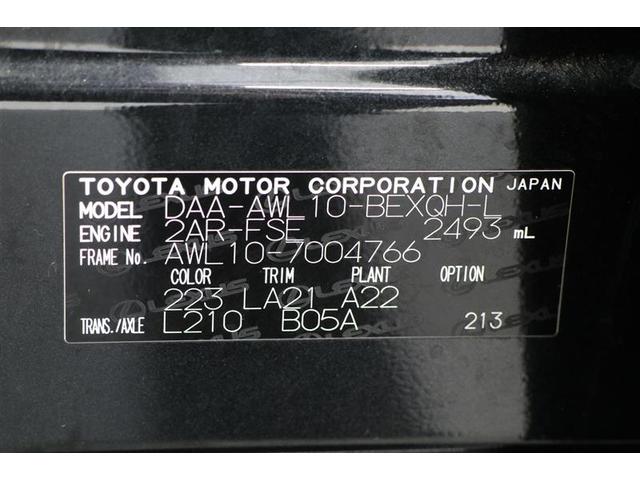 TOYOTA MOTOR CORPORATION JAPAN
MODEL DAA-AWL10-BEXQH-L
ENGINE 2AR-FSE 2493 mL
FRAME No. AWL10-7004766
COLOR TRIM PLANT OPTION
223 LA21 A22
TRANS./AXLE L210 B05A 213